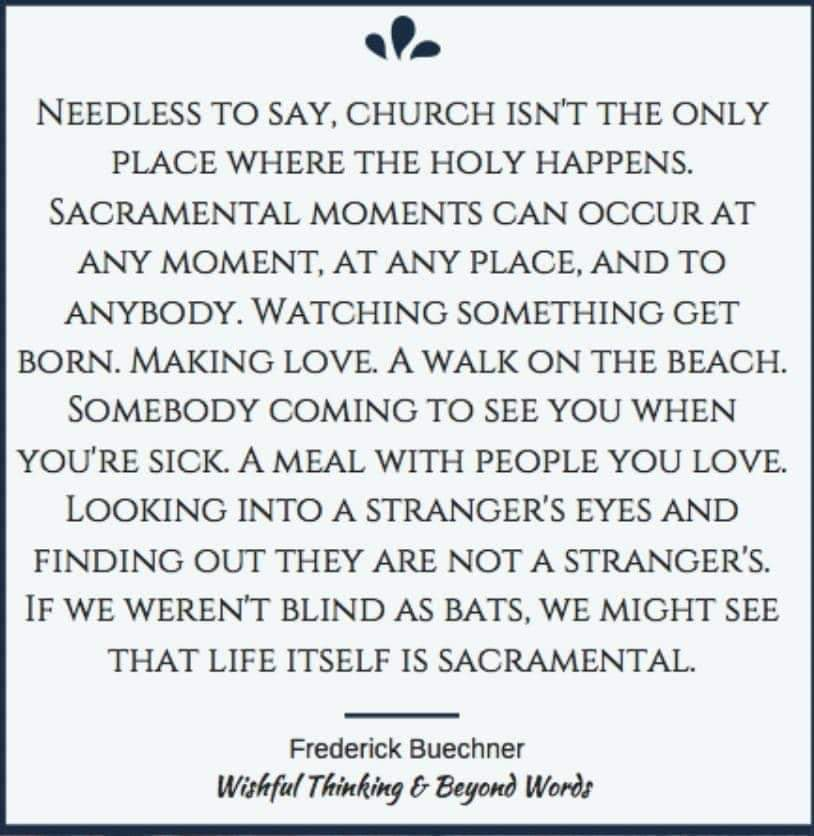 Needless to say, church isn't the only
place where the holy happens.
Sacramental moments can occur at
any moment, at any place, and to
anybody. Watching something get
born. Making love. A walk on the beach.
Somebody coming to see you when
you're sick. A meal with people you love.
Looking into a stranger's eyes and
finding out they are not a stranger's.
If we weren't blind as bats, we might see
that life itself is sacramental.
Frederick Buechner
Wishful Thinking & Beyond Words